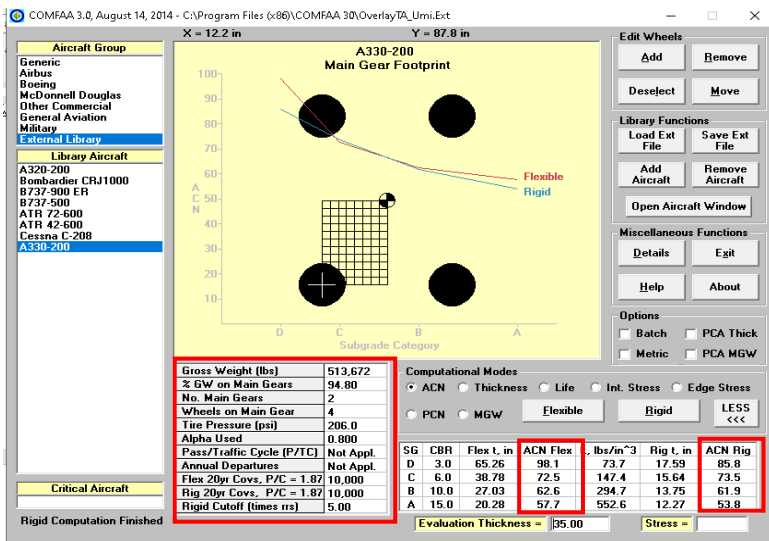 COMFAA 3.0, August 14, 2014 - C:\Program Files (x86)\COMFAA 30\OverlayTA_Umi.Ext
X = 12.2 in Y = 87.8 in
Aircraft Group
Generic
Airbus
Boeing
McDonnell Douglas
Other Commercial
General Aviation
Military
External Library
Library Aircraft
A320-200
Bombardier CRJ1000
B737-900 ER
B737-500
ATR 72-600
ATR 42-600
Cessna C-208
A330-200
Critical Aircraft
Rigid Computation Finished
A330-200
Main Gear Footprint
100
90
80
70
60
50
40
30
20
10
ACN
Flexible
Rigid
D C B A
Subgrade Category
Edit Wheels
Add Remove
Deselect Move
Library Functions
Load Ext File Save Ext File
Add Aircraft Remove Aircraft
Open Aircraft Window
Miscellaneous Functions
Details Exit
Help About
Options
Batch PCA Thick
Metric PCA MGW
Gross Weight (lbs) 513,672
% GW on Main Gears 94.80
No. Main Gears 2
Wheels on Main Gear 4
Tire Pressure (psi) 206.0
Alpha Used 0.800
Pass/Traffic Cycle (P/TC) Not Appl.
Annual Departures Not Appl.
Flex 20yr Covs, P/C = 1.87 10,000
Rig 20yr Covs, P/C = 1.87 10,000
Rigid Cutoff (times rrs) 5.00
Computational Modes
ACN Thickness Life Int. Stress Edge Stress
PCN MGW Flexible Rigid LESS <<<
SG CBR Flex t, in ACN Flex , lbs/in^3 Rig t, in ACN Rig
D 3.0 65.26 98.1 73.7 17.59 85.8
C 6.0 38.78 72.5 147.4 15.64 73.5
B 10.0 27.03 62.6 294.7 13.75 61.9
A 15.0 20.28 57.7 552.6 12.27 53.8
Evaluation Thickness = 35.00 Stress =